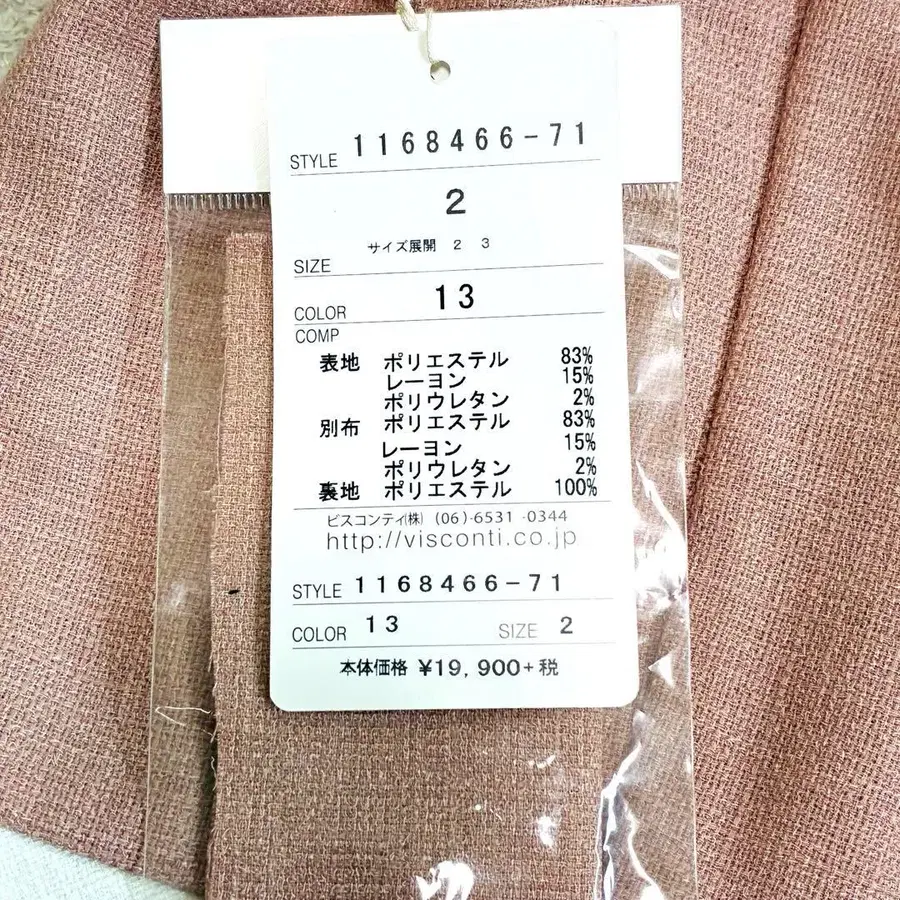 STYLE 1168466-71
2
サイズ展開 2 3
SIZE
COLOR 13
COMP
表地 ポリエステル 83%
レーヨン 15%
ポリウレタン 2%
別布 ポリエステル 83%
レーヨン 15%
ポリウレタン 2%
裏地 ポリエステル 100%
ビスコンティ(株) (06)-6531-0344
http://visconti.co.jp
STYLE 1168466-71
COLOR 13 SIZE 2
本体価格 ¥19,900+税